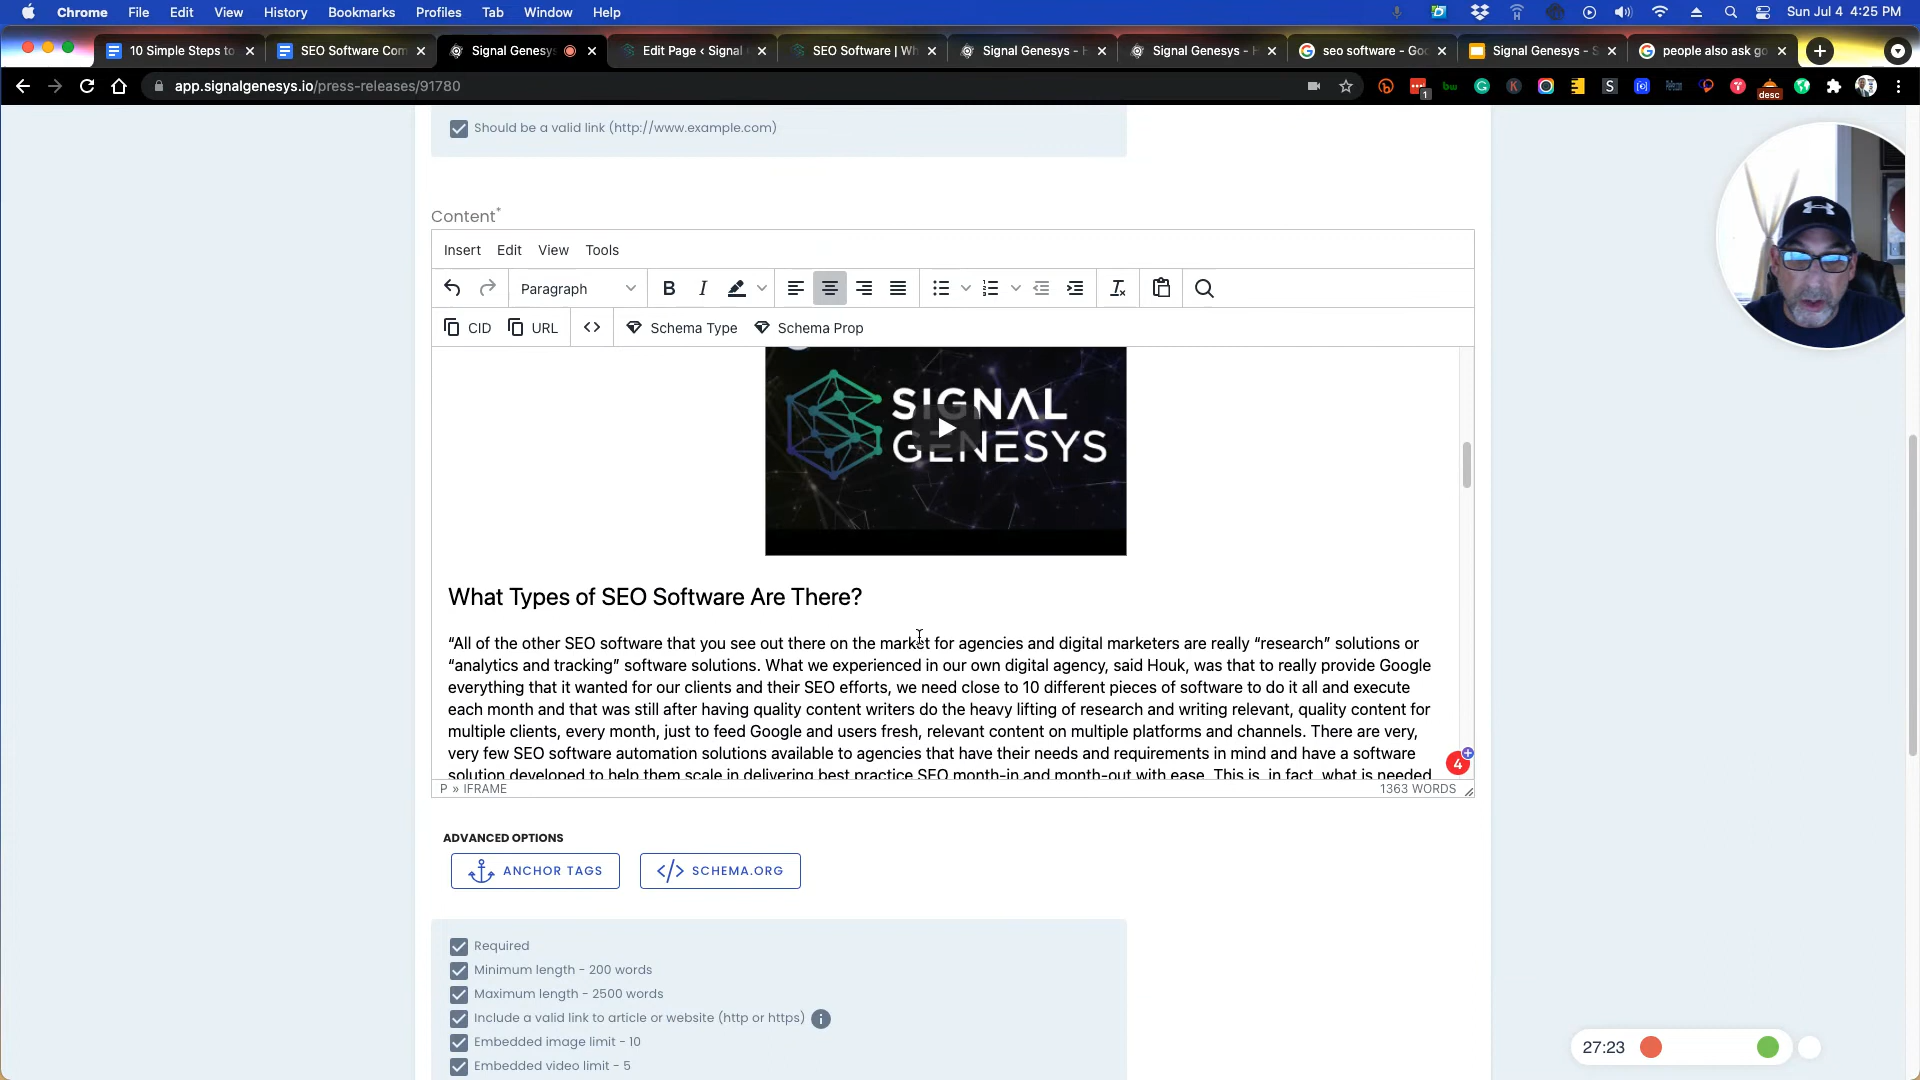 Chrome File Edit View History Bookmarks Profiles Tab Window Help
Sun Jul 4 4:25 PM
10 Simple Steps to
SEO Software Com
Signal Genesys
Edit Page ‹ Signal
SEO Software | Wh
Signal Genesys - H
Signal Genesys - H
seo software - Goo
Signal Genesys - S
people also ask go
app.signalgenesys.io/press-releases/91780
1
bw
S
desc
Should be a valid link (http://www.example.com)
Content*
Insert Edit View Tools
Paragraph
B I
CID URL <> Schema Type Schema Prop
SIGNAL
GENESYS
What Types of SEO Software Are There?
“All of the other SEO software that you see out there on the market for agencies and digital marketers are really “research” solutions or
“analytics and tracking” software solutions. What we experienced in our own digital agency, said Houk, was that to really provide Google
everything that it wanted for our clients and their SEO efforts, we need close to 10 different pieces of software to do it all and execute
each month and that was still after having quality content writers do the heavy lifting of research and writing relevant, quality content for
multiple clients, every month, just to feed Google and users fresh, relevant content on multiple platforms and channels. There are very,
very few SEO software automation solutions available to agencies that have their needs and requirements in mind and have a software
solution developed to help them scale in delivering best practice SEO month-in and month-out with ease. This is, in fact, what is needed
4
P » IFRAME
1363 WORDS
ADVANCED OPTIONS
ANCHOR TAGS
</> SCHEMA.ORG
Required
Minimum length - 200 words
Maximum length - 2500 words
Include a valid link to article or website (http or https)
Embedded image limit - 10
Embedded video limit - 5
27:23